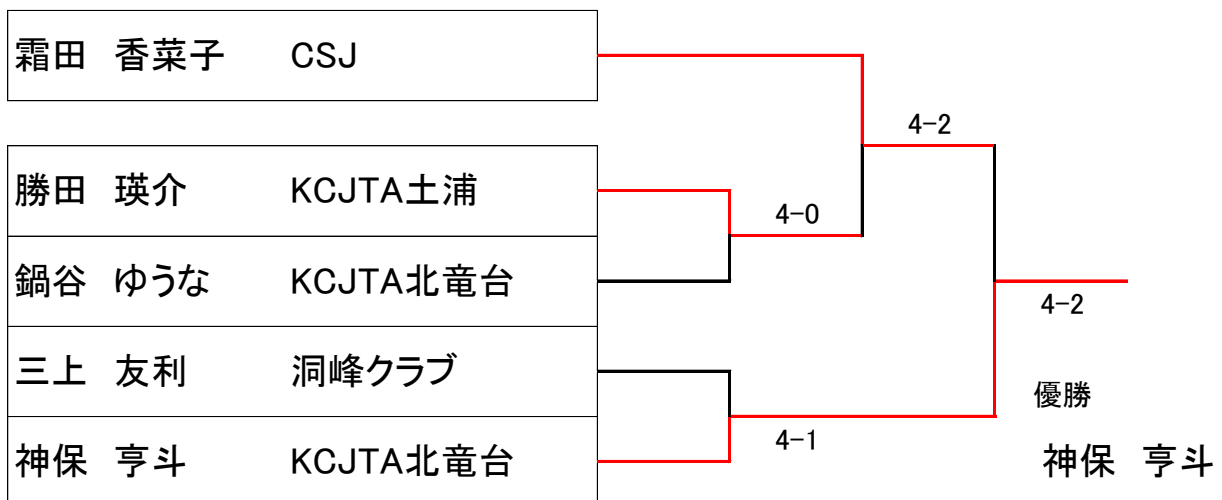 霜田 香菜子 CSJ
4-2
勝田 瑛介 KCJTA土浦
4-0
鍋谷 ゆうな KCJTA北竜台
4-2
三上 友利 洞峰クラブ
優勝
4-1
神保 亨斗 KCJTA北竜台
神保 亨斗